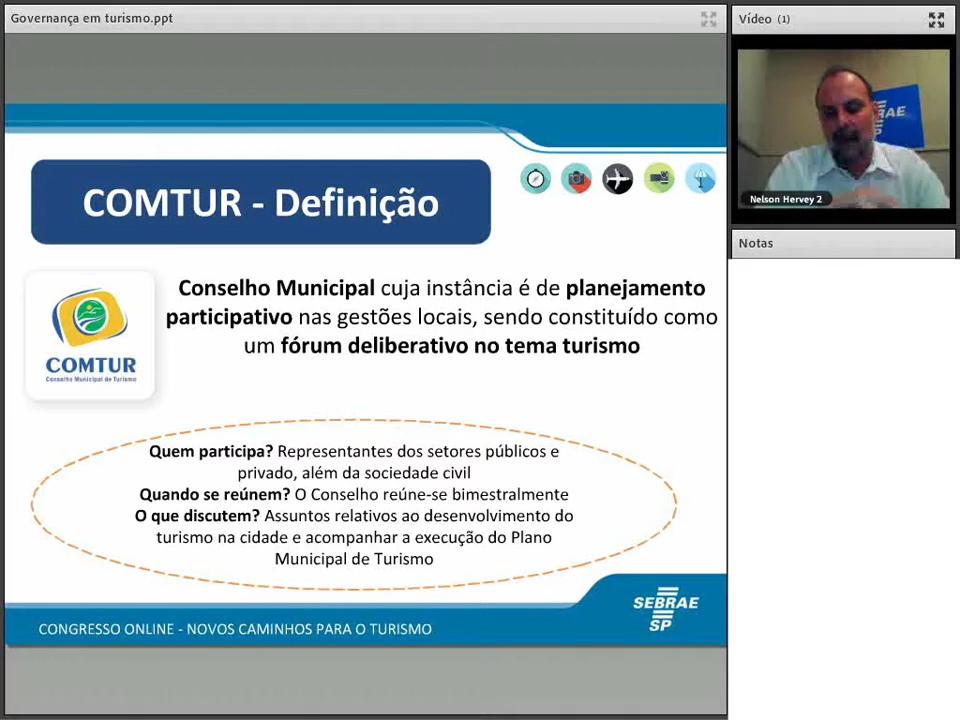 Governança em turismo.ppt
Vídeo (1)
COMTUR - Definição
EBRAE
SP
Nelson Hervey 2
Notas
Conselho Municipal cuja instância é de planejamento
participativo nas gestões locais, sendo constituído como
um fórum deliberativo no tema turismo
COMTUR
Conselho Municipal de Turismo
Quem participa? Representantes dos setores públicos e
privado, além da sociedade civil
Quando se reúnem? O Conselho reúne-se bimestralmente
O que discutem? Assuntos relativos ao desenvolvimento do
turismo na cidade e acompanhar a execução do Plano
Municipal de Turismo
SEBRAE
SP
CONGRESSO ONLINE - NOVOS CAMINHOS PARA O TURISMO